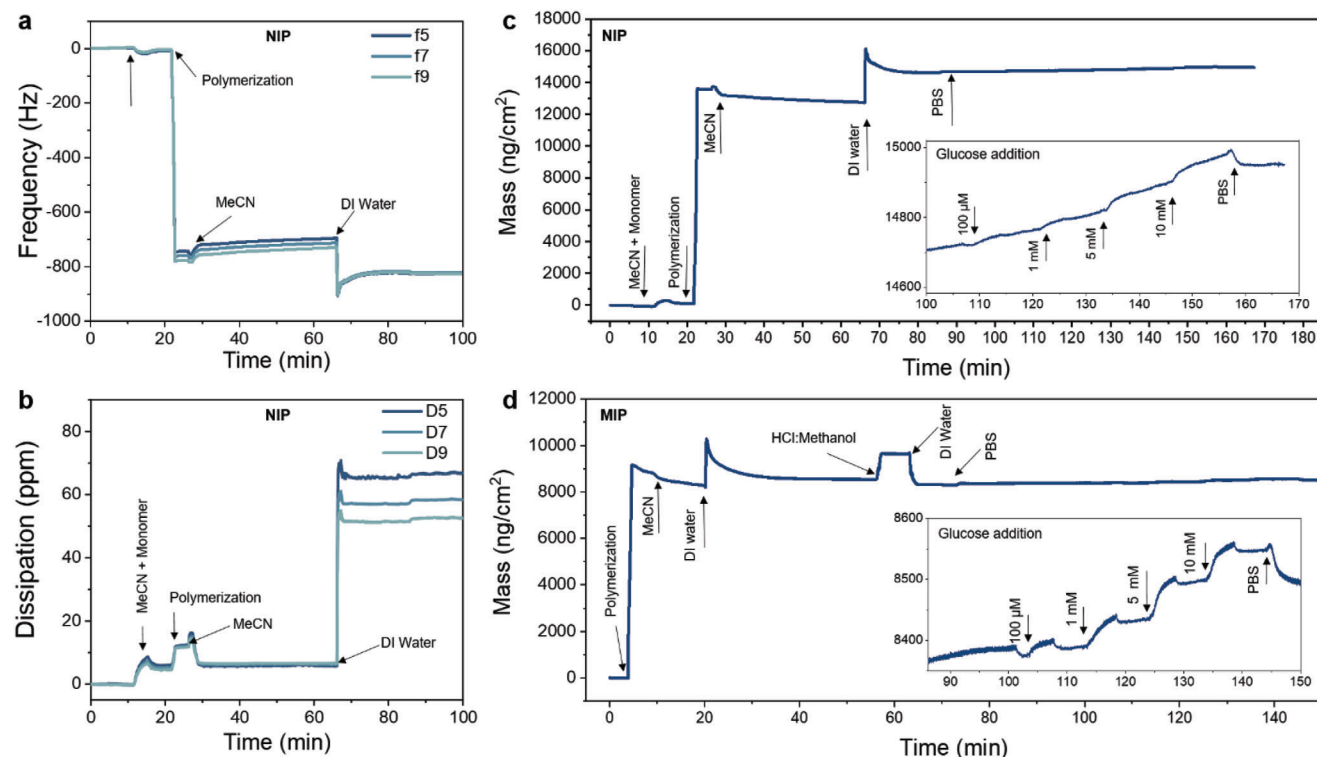 a
NIP
f5
f7
f9
Polymerization
MeCN
DI Water
0
-200
-400
-600
-800
-1000
Frequency (Hz)
0 20 40 60 80 100
Time (min)
b
NIP
D5
D7
D9
MeCN + Monomer
Polymerization
MeCN
DI Water
80
60
40
20
0
Dissipation (ppm)
0 20 40 60 80 100
Time (min)
c
NIP
18000
16000
14000
12000
10000
8000
6000
4000
2000
0
Mass (ng/cm2)
MeCN + Monomer
Polymerization
MeCN
DI water
PBS
Glucose addition
15000
14800
14600
100 µM
1 mM
5 mM
10 mM
PBS
100 110 120 130 140 150 160 170
0 10 20 30 40 50 60 70 80 90 100 110 120 130 140 150 160 170 180
Time (min)
d
MIP
12000
10000
8000
6000
4000
2000
0
Mass (ng/cm2)
Polymerization
MeCN
DI water
HCl:Methanol
DI Water
PBS
Glucose addition
8600
8500
8400
100 µM
1 mM
5 mM
10 mM
PBS
90 100 110 120 130 140 150
0 20 40 60 80 100 120 140
Time (min)